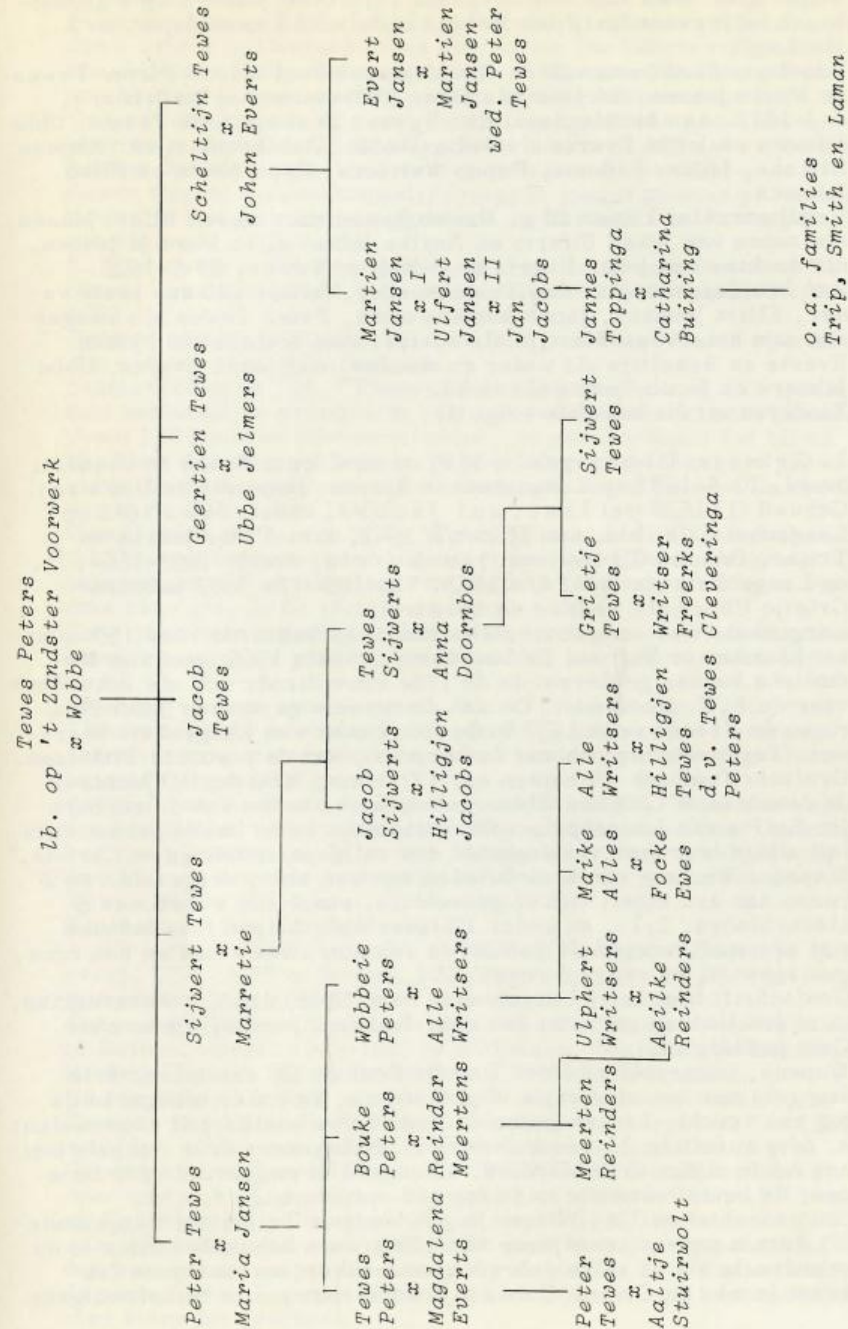 Tewes Peters
lb. op 't Zandster Voorwerk
x Wobbe
Peter Tewes
x
Maria Jansen
Sijwert Tewes
x
Marretie
Jacob
Tewes
Geertien Tewes
x
Ubbe Jelmers
Scheltijn Tewes
x
Johan Everts
Tewes
Peters
x
Magdalena
Everts
Bouke
Peters
x
Reinder
Meertens
Wobbeie
Peters
x
Alle
Writsers
Jacob
Sijwerts
x
Hilligjen
Jacobs
Tewes
Sijwerts
x
Anna
Doornbos
Martien
Jansen
x I
Ulfert
Jansen
x II
Jan
Jacobs
Evert
Jansen
x
Martien
Jansen
wed. Peter
Tewes
Peter
Tewes
x
Aaltje
Stuirwolt
Meerten
Reinders
Ulphert
Writsers
x
Aeilke
Reinders
Maike
Alles
x
Focke
Ewes
Alle
Writsers
x
Hilligjen
Tewes
d.v. Tewes
Peters
Grietje
Tewes
x
Writser
Freerks
Cleveringa
Sijwert
Tewes
Jannes
Toppinga
x
Catharina
Buining
o.a. families
Trip, Smith en Laman